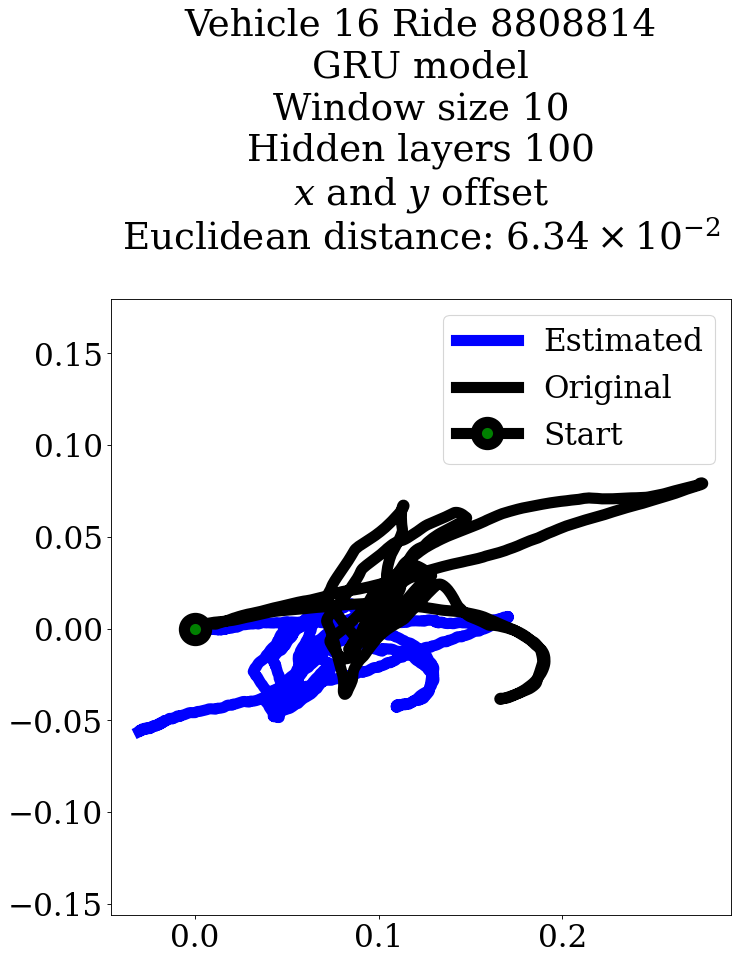 Vehicle 16 Ride 8808814
GRU model
Window size 10
Hidden layers 100
x and y offset
Euclidean distance: 6.34 × 10⁻²
Estimated
Original
Start
0.15
0.10
0.05
0.00
−0.05
−0.10
−0.15
0.0 0.1 0.2